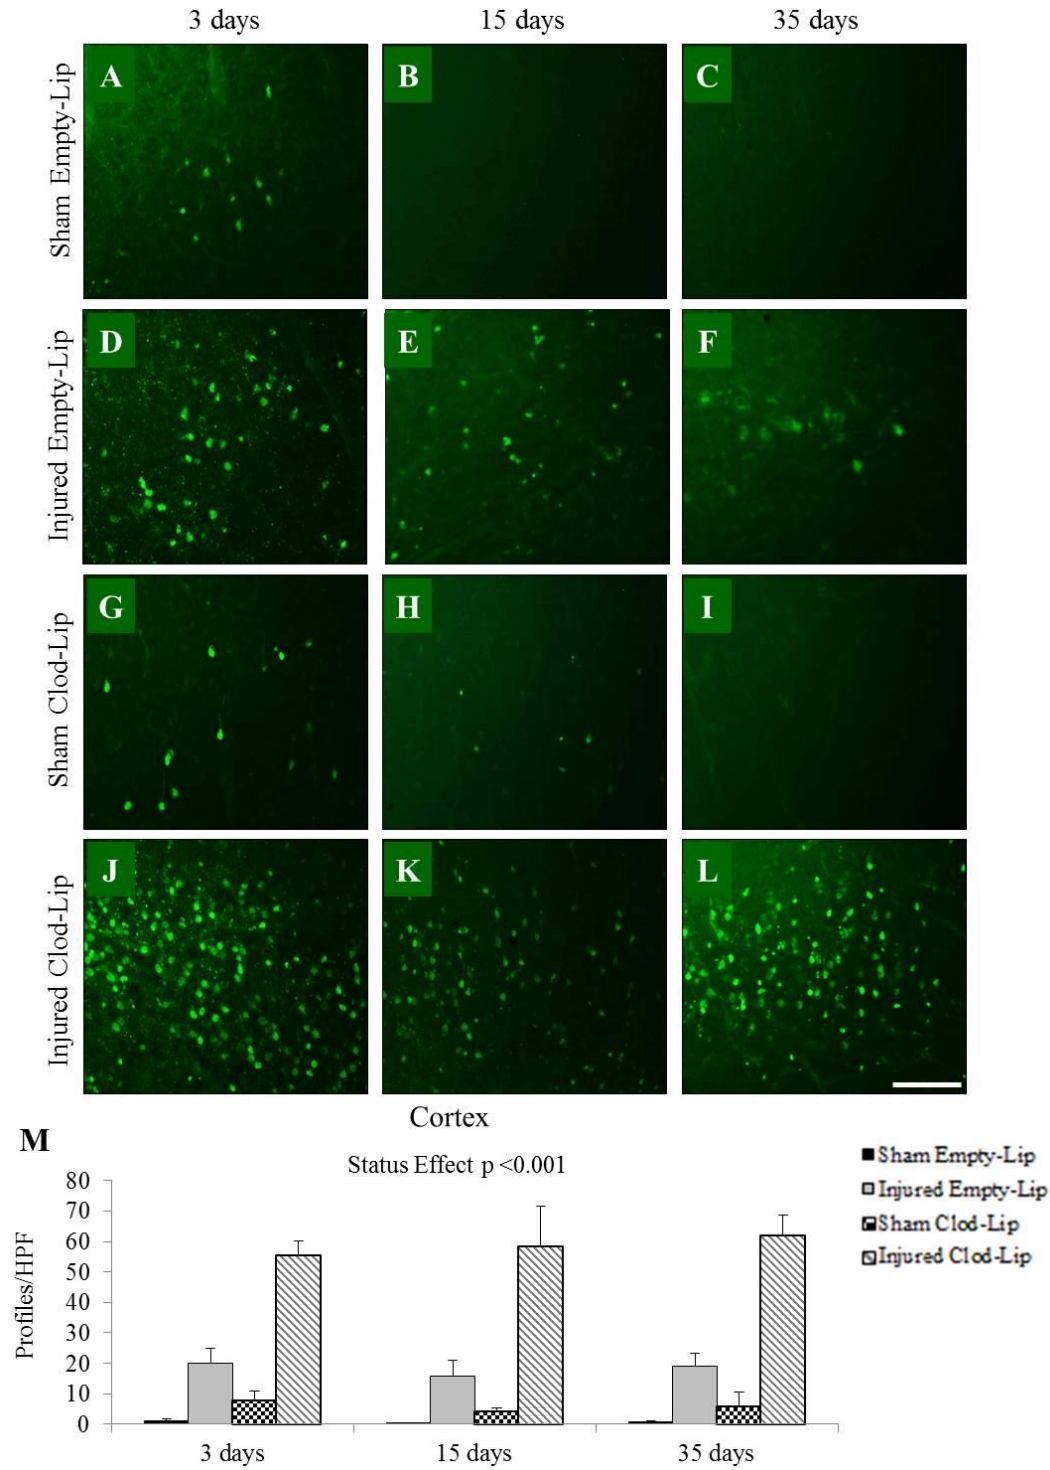 3 days 15 days 35 days
Sham Empty-Lip
A B C
Injured Empty-Lip
D E F
Sham Clod-Lip
G H I
Injured Clod-Lip
J K L
Cortex
M
Status Effect p <0.001
Profiles/HPF
80
70
60
50
40
30
20
10
0
3 days 15 days 35 days
Sham Empty-Lip
Injured Empty-Lip
Sham Clod-Lip
Injured Clod-Lip